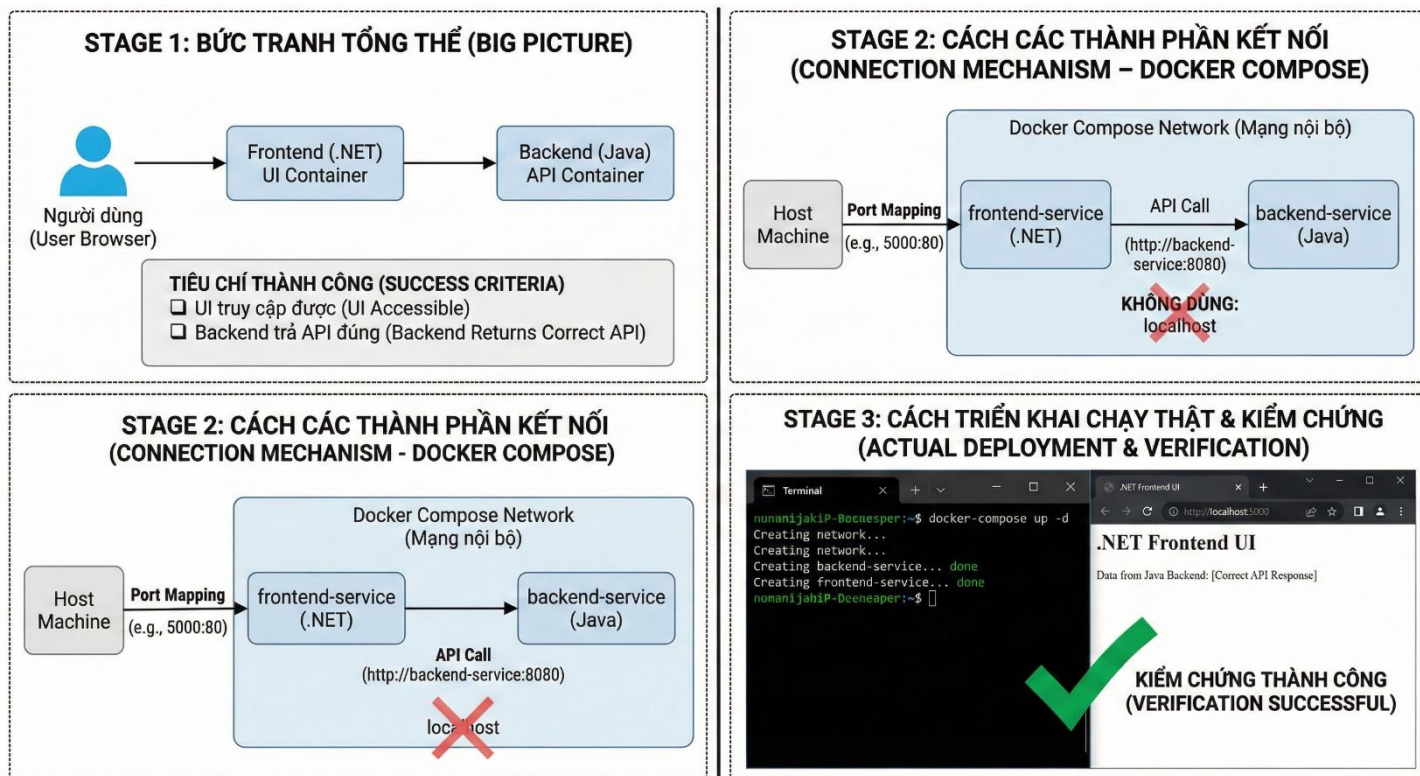 STAGE 1: BỨC TRANH TỔNG THỂ (BIG PICTURE)
Người dùng
(User Browser)
Frontend (.NET)
UI Container
Backend (Java)
API Container
TIÊU CHÍ THÀNH CÔNG (SUCCESS CRITERIA)
❑ UI truy cập được (UI Accessible)
❑ Backend trả API đúng (Backend Returns Correct API)
STAGE 2: CÁCH CÁC THÀNH PHẦN KẾT NỐI
(CONNECTION MECHANISM – DOCKER COMPOSE)
Docker Compose Network (Mạng nội bộ)
Host
Machine
Port Mapping
(e.g., 5000:80)
frontend-service
(.NET)
API Call
(http://backend-
service:8080)
backend-service
(Java)
KHÔNG DÙNG:
localhost
STAGE 2: CÁCH CÁC THÀNH PHẦN KẾT NỐI
(CONNECTION MECHANISM - DOCKER COMPOSE)
Docker Compose Network
(Mạng nội bộ)
Host
Machine
Port Mapping
(e.g., 5000:80)
frontend-service
(.NET)
backend-service
(Java)
API Call
(http://backend-service:8080)
localhost
STAGE 3: CÁCH TRIỂN KHAI CHẠY THẬT & KIỂM CHỨNG
(ACTUAL DEPLOYMENT & VERIFICATION)
Terminal
:~$ docker-compose up -d
Creating network...
Creating network...
Creating backend-service... done
Creating frontend-service... done
:~$
.NET Frontend UI
http://localhost:5000
.NET Frontend UI
Data from Java Backend: [Correct API Response]
KIỂM CHỨNG THÀNH CÔNG
(VERIFICATION SUCCESSFUL)